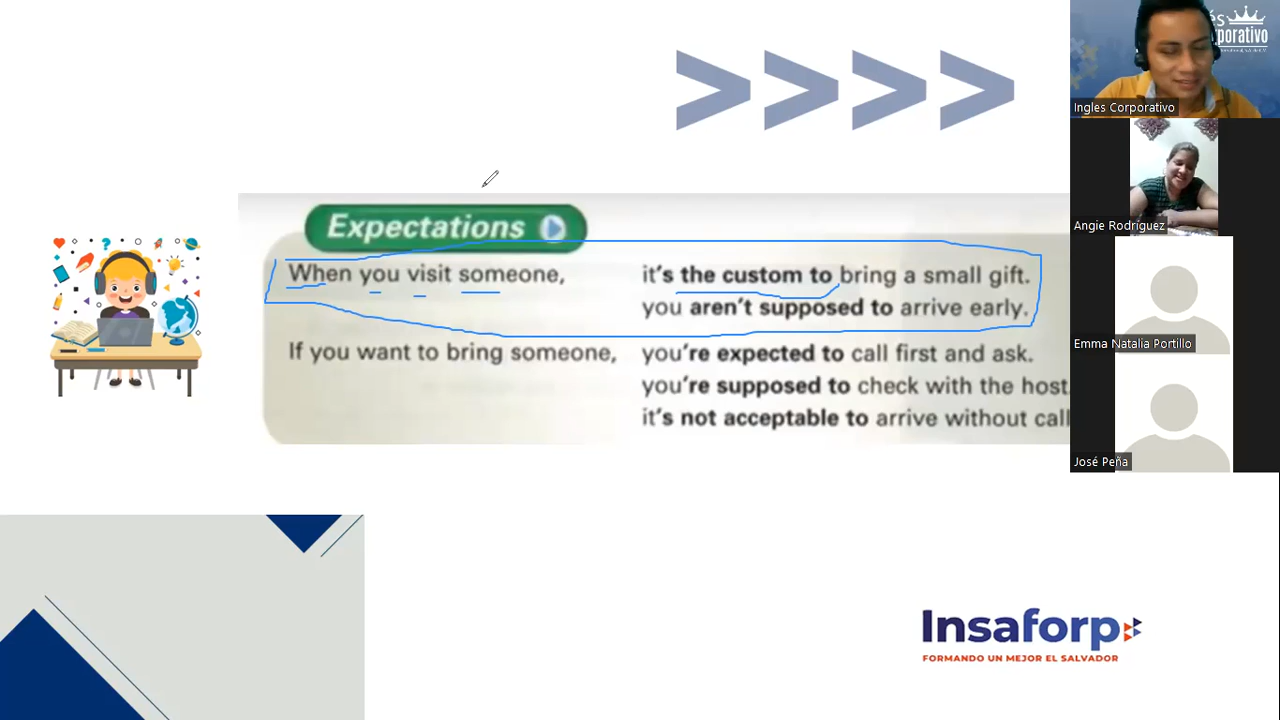 Expectations
When you visit someone, it's the custom to bring a small gift.
you aren't supposed to arrive early.
If you want to bring someone, you're expected to call first and ask.
you're supposed to check with the host.
it's not acceptable to arrive without call
Ingles Corporativo
Angie Rodríguez
Emma Natalia Portillo
José Peña
Insaforp
FORMANDO UN MEJOR EL SALVADOR